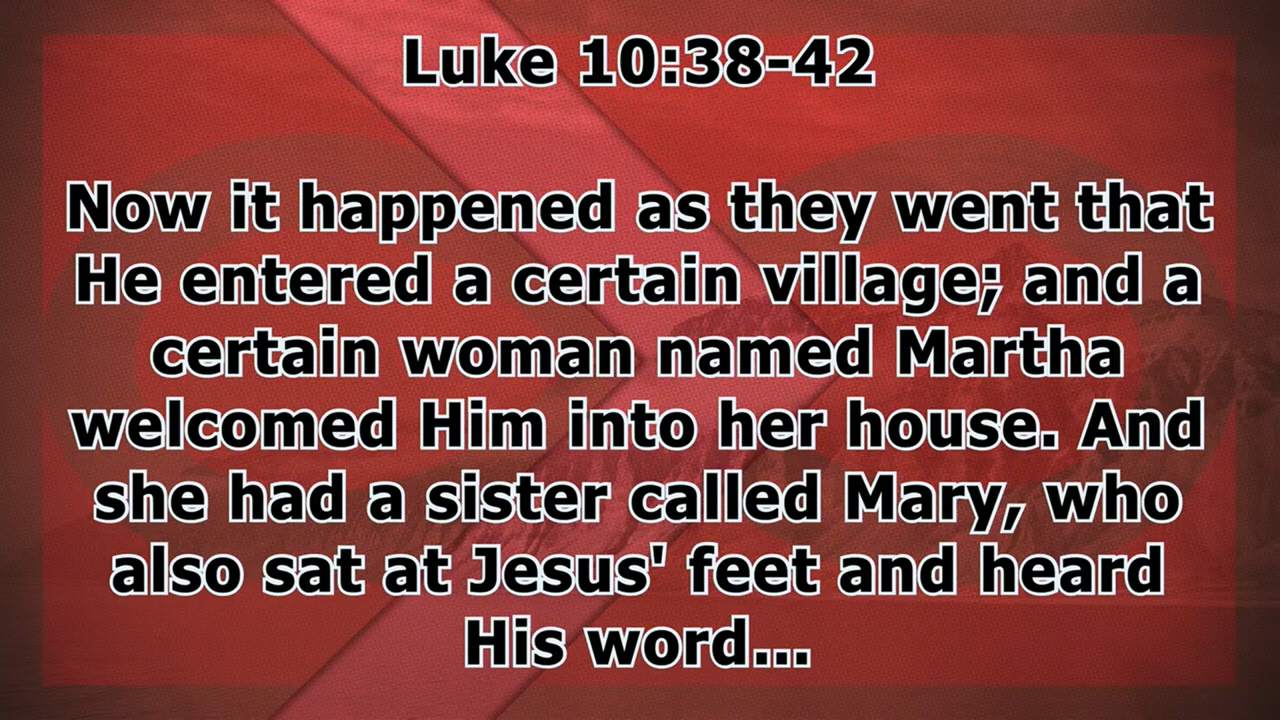 Luke 10:38-42
Now it happened as they went that
He entered a certain village; and a
certain woman named Martha
welcomed Him into her house. And
she had a sister called Mary, who
also sat at Jesus' feet and heard
His word...